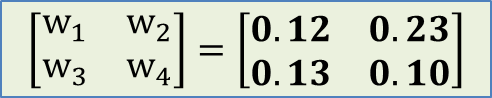 [w₁ w₂] = [0.12 0.23]
[w₃ w₄] [0.13 0.10]